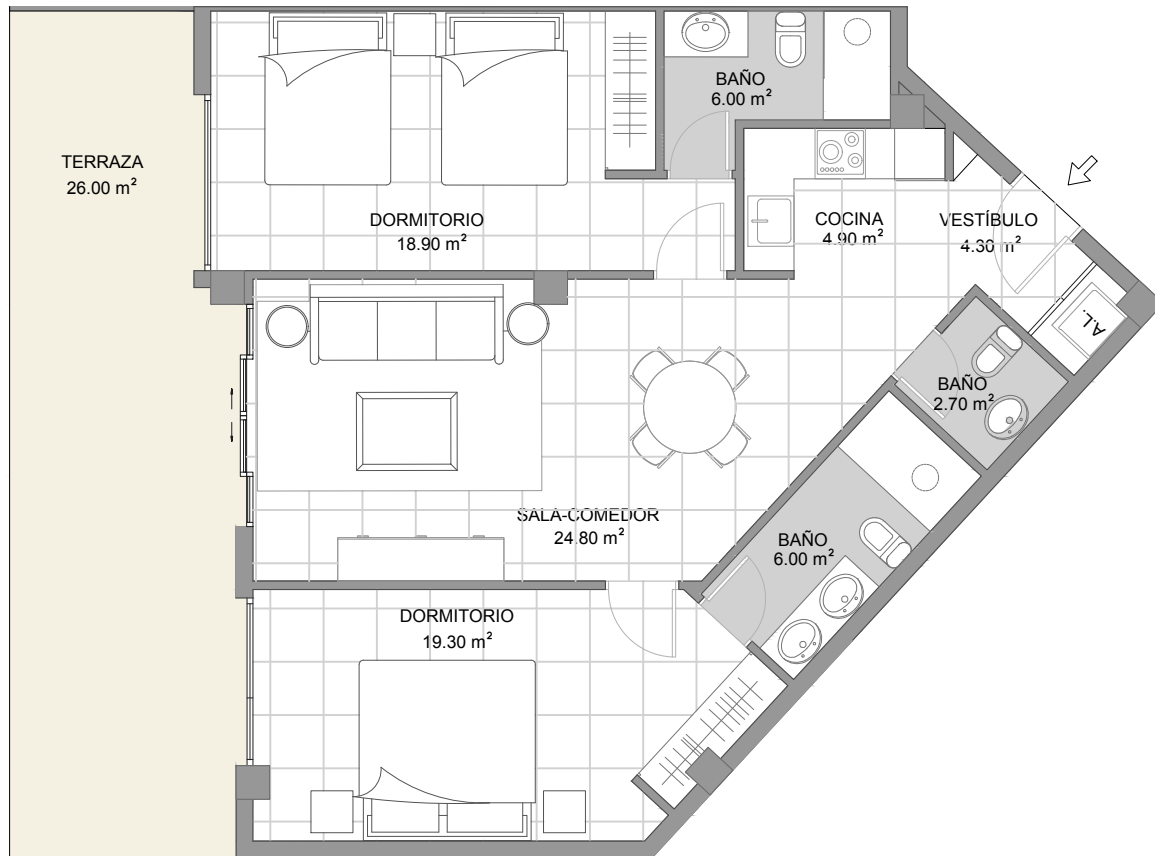 BAÑO
6.00 m²
TERRAZA
26.00 m²
DORMITORIO
18.90 m²
COCINA
4.90 m²
VESTÍBULO
4.30 m²
A.L.
BAÑO
2.70 m²
SALA-COMEDOR
24.80 m²
BAÑO
6.00 m²
DORMITORIO
19.30 m²